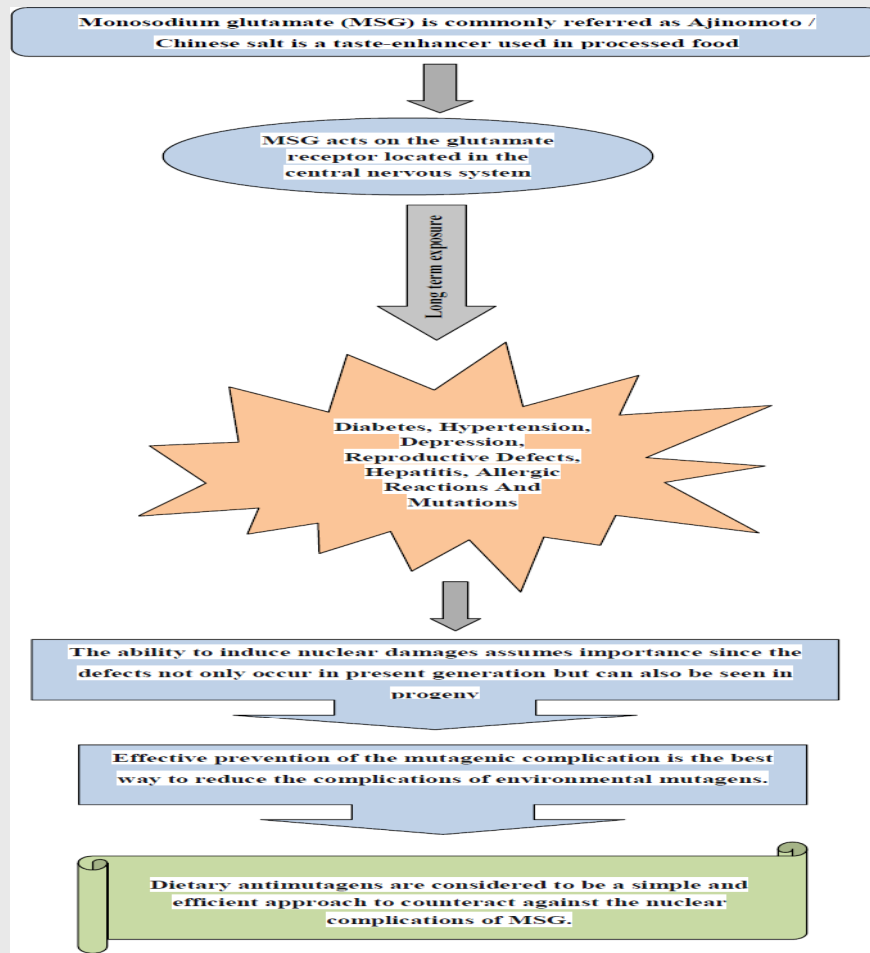 Monosodium glutamate (MSG) is commonly referred as Ajinomoto /
Chinese salt is a taste-enhancer used in processed food
MSG acts on the glutamate
receptor located in the
central nervous system
Long term exposure
Diabetes, Hypertension,
Depression,
Reproductive Defects,
Hepatitis, Allergic
Reactions And
Mutations
The ability to induce nuclear damages assumes importance since the
defects not only occur in present generation but can also be seen in
progeny
Effective prevention of the mutagenic complication is the best
way to reduce the complications of environmental mutagens.
Dietary antimutagens are considered to be a simple and
efficient approach to counteract against the nuclear
complications of MSG.